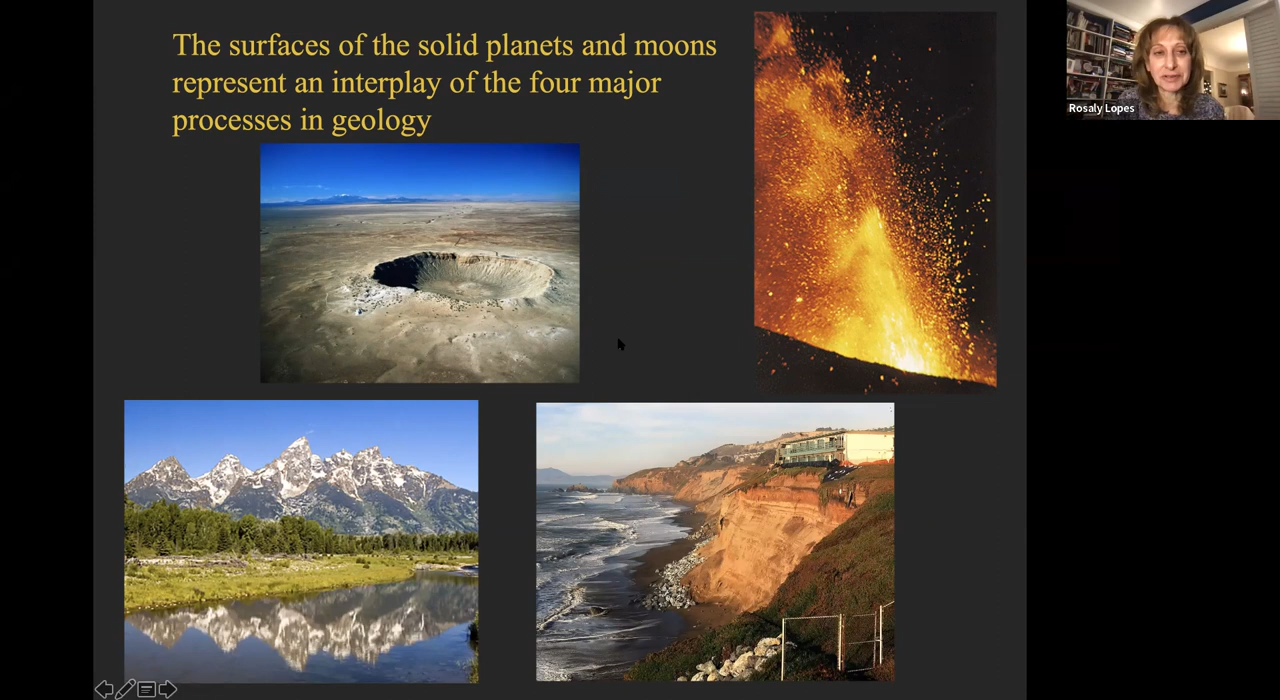 The surfaces of the solid planets and moons
represent an interplay of the four major
processes in geology
Rosaly Lopes